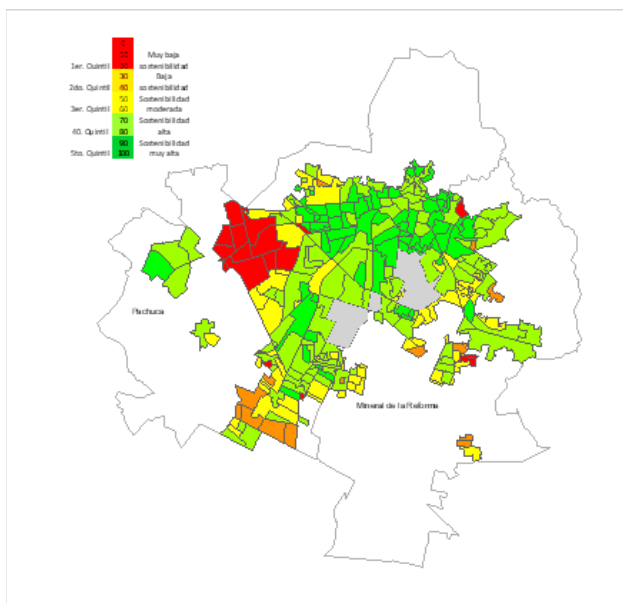 0
10 Muy baja
1er. Quintil 20 sostenibilidad
30 Baja
2do. Quintil 40 sostenibilidad
50 Sostenibilidad
3er. Quintil 60 moderada
70 Sostenibilidad
4to. Quintil 80 alta
90 Sostenibilidad
5to. Quintil 100 muy alta
Pachuca
Mineral de la Reforma